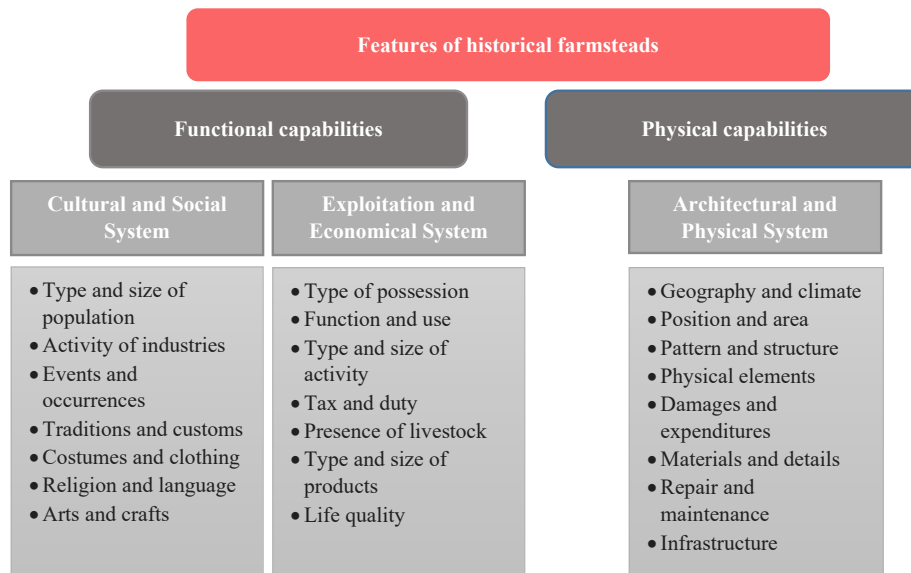 Features of historical farmsteads
Functional capabilities
Physical capabilities
Cultural and Social
System
Exploitation and
Economical System
Architectural and
Physical System
• Type and size of
population
• Activity of industries
• Events and
occurrences
• Traditions and customs
• Costumes and clothing
• Religion and language
• Arts and crafts
• Type of possession
• Function and use
• Type and size of
activity
• Tax and duty
• Presence of livestock
• Type and size of
products
• Life quality
• Geography and climate
• Position and area
• Pattern and structure
• Physical elements
• Damages and
expenditures
• Materials and details
• Repair and
maintenance
• Infrastructure